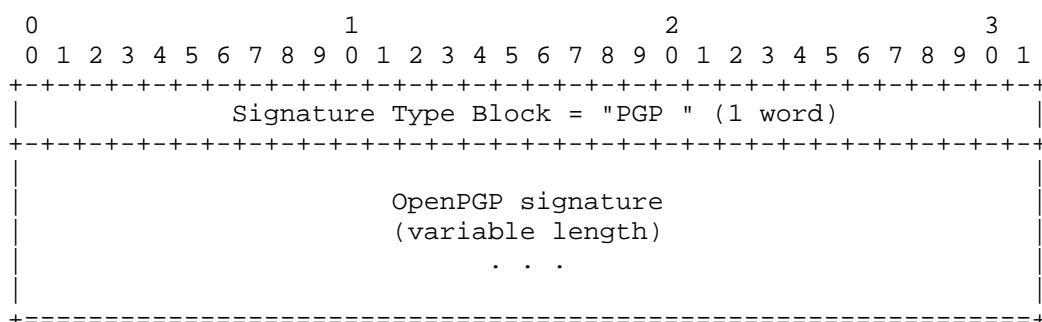 0                   1                   2                   3
 0 1 2 3 4 5 6 7 8 9 0 1 2 3 4 5 6 7 8 9 0 1 2 3 4 5 6 7 8 9 0 1
+-+-+-+-+-+-+-+-+-+-+-+-+-+-+-+-+-+-+-+-+-+-+-+-+-+-+-+-+-+-+-+-+
|             Signature Type Block = "PGP " (1 word)            |
+-+-+-+-+-+-+-+-+-+-+-+-+-+-+-+-+-+-+-+-+-+-+-+-+-+-+-+-+-+-+-+-+
|                                                               |
|                       OpenPGP signature                       |
|                       (variable length)                       |
|                             . . .                             |
|                                                               |
+===============================================================+